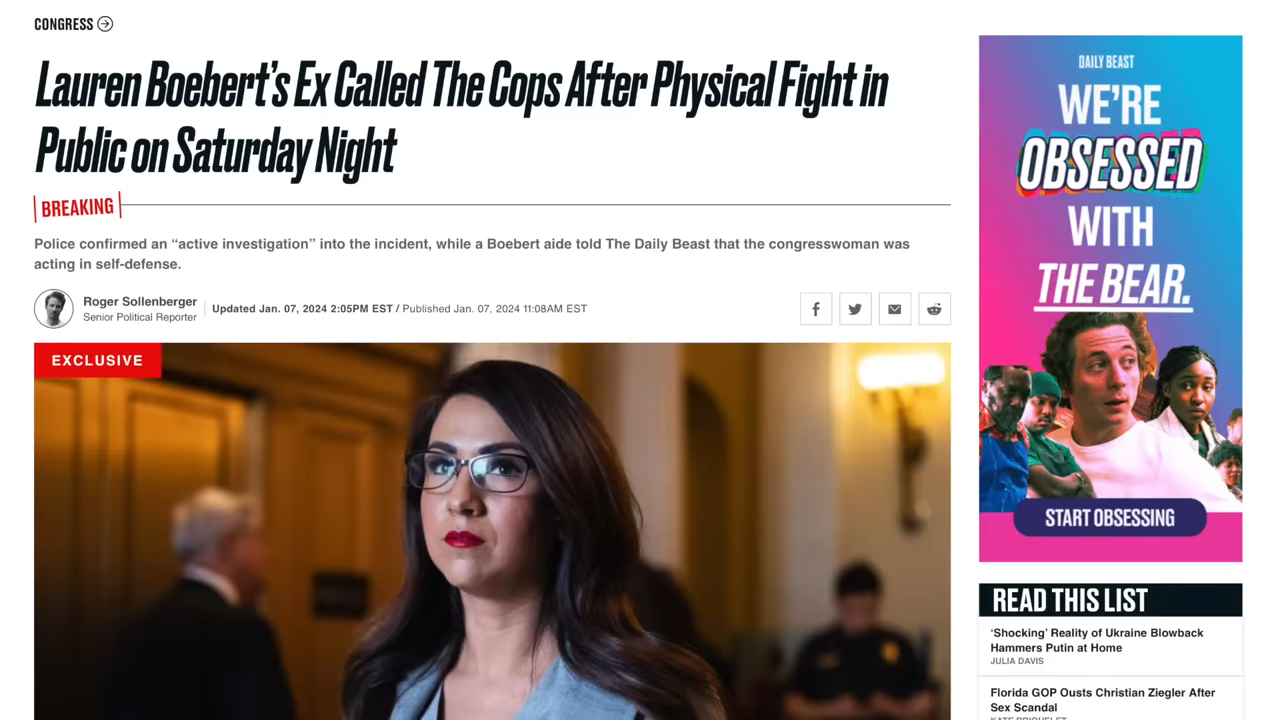 CONGRESS
Lauren Boebert's Ex Called The Cops After Physical Fight in
Public on Saturday Night
BREAKING
Police confirmed an “active investigation” into the incident, while a Boebert aide told The Daily Beast that the congresswoman was
acting in self-defense.
Roger Sollenberger
Senior Political Reporter
Updated Jan. 07, 2024 2:05PM EST / Published Jan. 07, 2024 11:08AM EST
EXCLUSIVE
DAILY BEAST
WE'RE
OBSESSED
WITH
THE BEAR.
START OBSESSING
READ THIS LIST
‘Shocking’ Reality of Ukraine Blowback
Hammers Putin at Home
JULIA DAVIS
Florida GOP Ousts Christian Ziegler After
Sex Scandal
KATE BRIQUELET